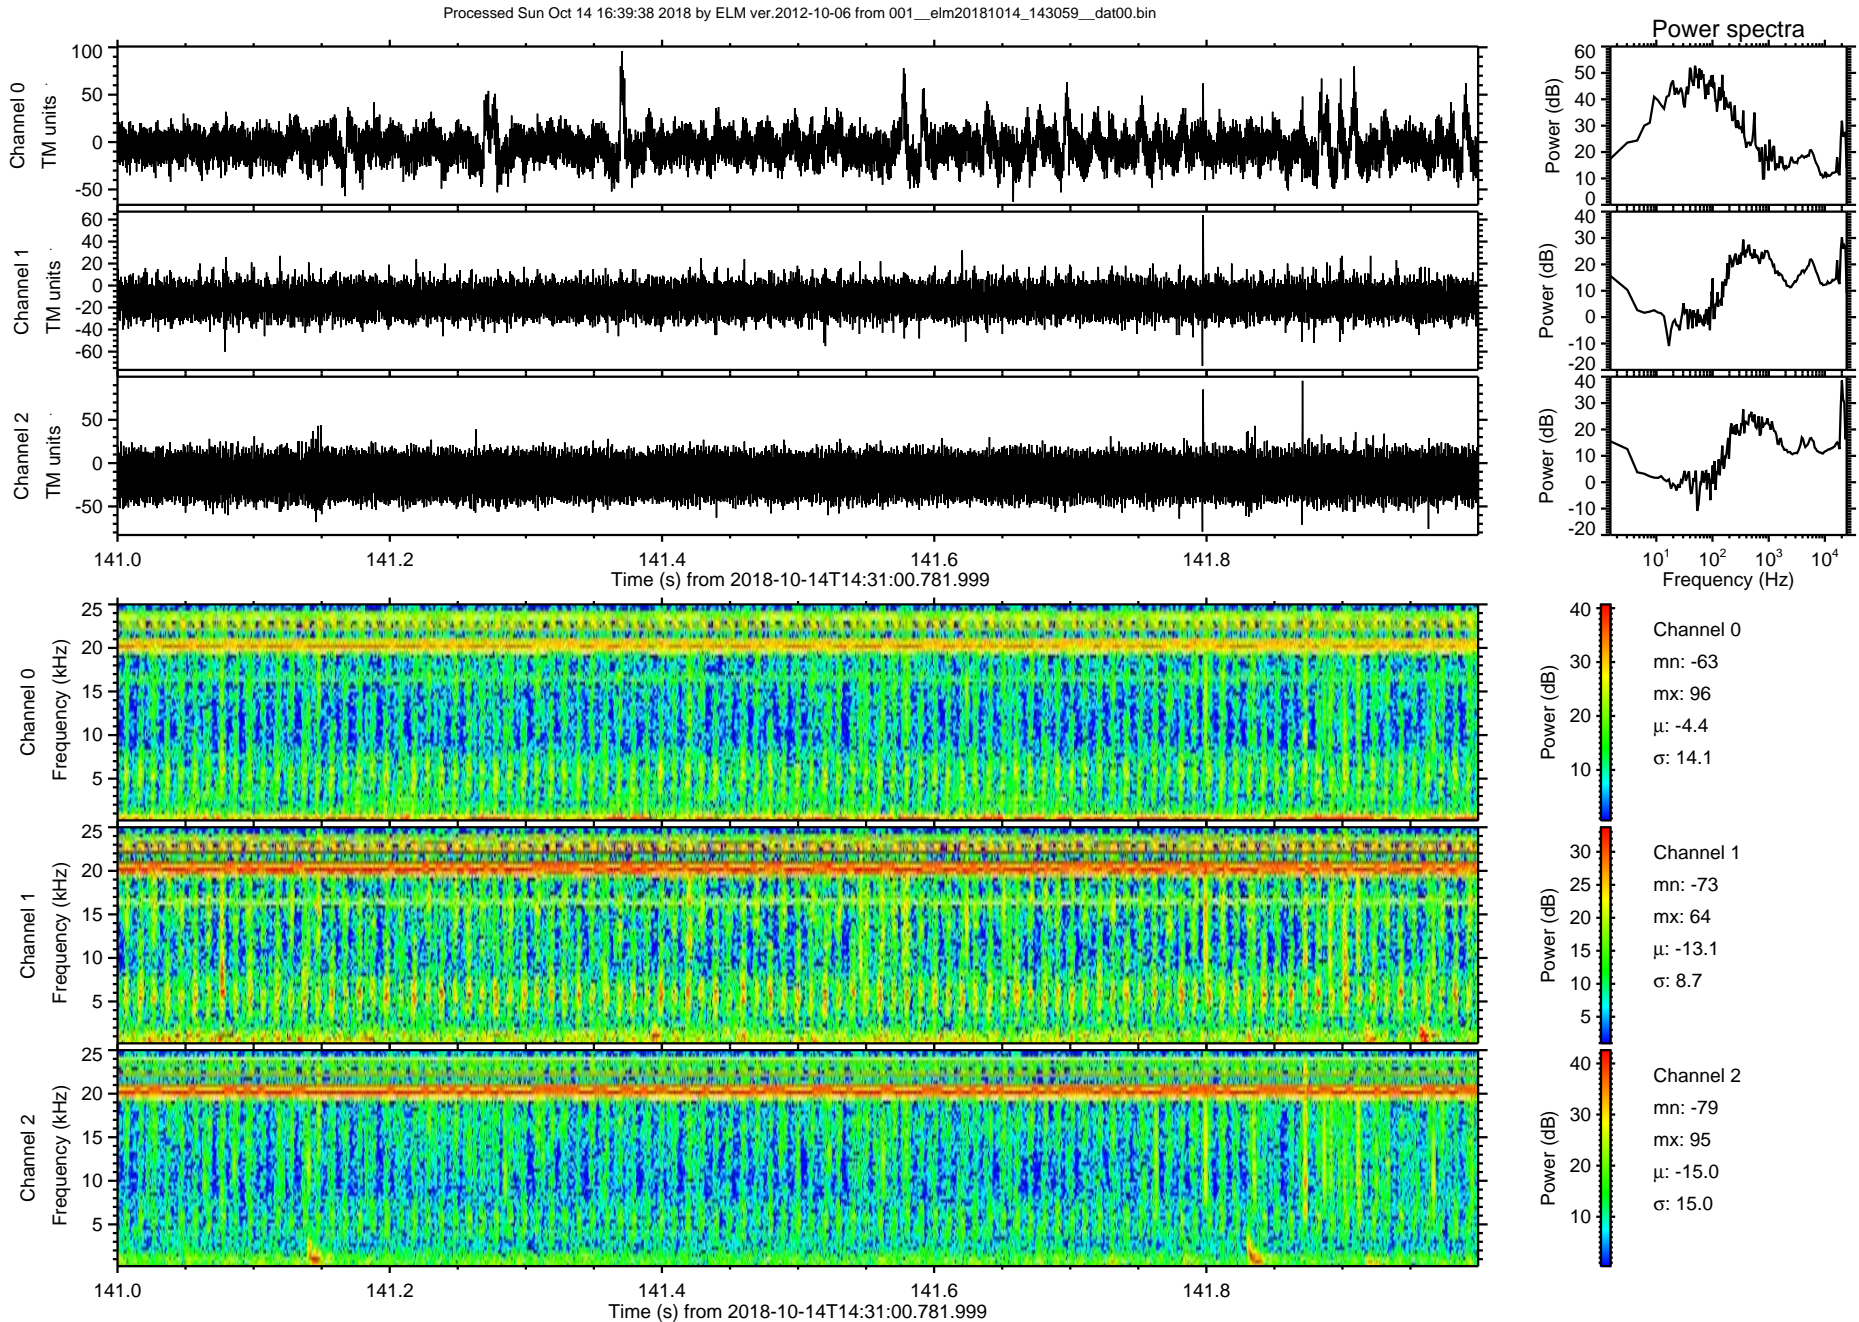 Processed Sun Oct 14 16:39:38 2018 by ELM ver.2012-10-06 from 001__elm20181014_143059__dat00.bin
Power spectra
Channel 0
TM units
100
50
0
-50
Power (dB)
60
50
40
30
20
10
0
Channel 1
TM units
60
40
20
0
-20
-40
-60
Power (dB)
40
30
20
10
0
-10
-20
Channel 2
TM units
50
0
-50
Power (dB)
40
30
20
10
0
-10
-20
141.0 141.2 141.4 141.6 141.8
Time (s) from 2018-10-14T14:31:00.781.999
10¹ 10² 10³ 10⁴
Frequency (Hz)
Channel 0
Frequency (kHz)
25
20
15
10
5
Power (dB)
40
30
20
10
Channel 0
mn: -63
mx: 96
μ: -4.4
σ: 14.1
Channel 1
Frequency (kHz)
25
20
15
10
5
Power (dB)
30
25
20
15
10
5
Channel 1
mn: -73
mx: 64
μ: -13.1
σ: 8.7
Channel 2
Frequency (kHz)
25
20
15
10
5
Power (dB)
40
30
20
10
Channel 2
mn: -79
mx: 95
μ: -15.0
σ: 15.0
141.0 141.2 141.4 141.6 141.8
Time (s) from 2018-10-14T14:31:00.781.999